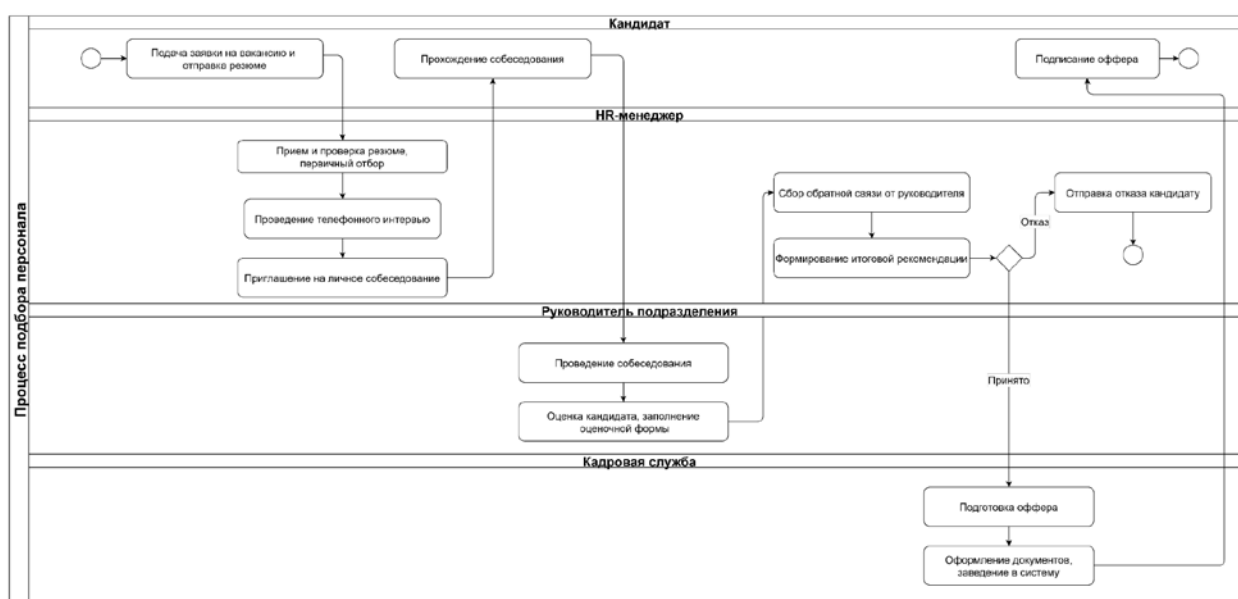 Процесс подбора персонала
Кандидат
Подача заявки на вакансию и
отправка резюме
Прохождение собеседования
Подписание оффера
HR-менеджер
Прием и проверка резюме,
первичный отбор
Проведение телефонного интервью
Приглашение на личное собеседование
Сбор обратной связи от руководителя
Формирование итоговой рекомендации
Отказ
Отправка отказа кандидату
Руководитель подразделения
Проведение собеседования
Оценка кандидата, заполнение
оценочной формы
Принято
Кадровая служба
Подготовка оффера
Оформление документов,
заведение в систему